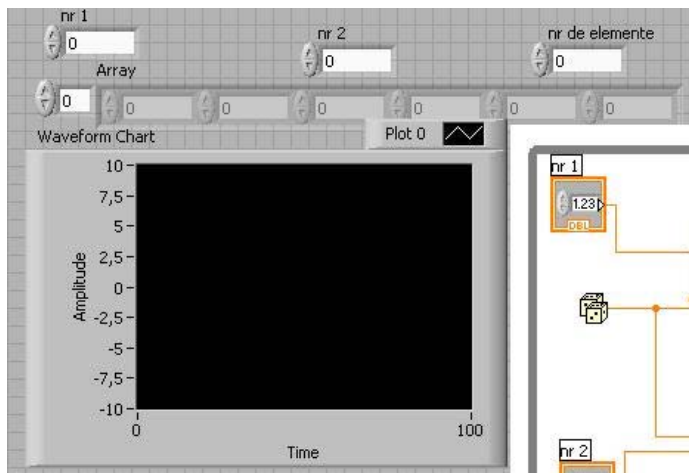 nr 1
0
nr 2
0
nr de elemente
0
Array
0
0
0
0
0
0
0
Waveform Chart
Plot 0
10
7,5
5
2,5
0
-2,5
-5
-7,5
-10
Amplitude
0
100
Time
nr 1
1.23
DBL
nr 2